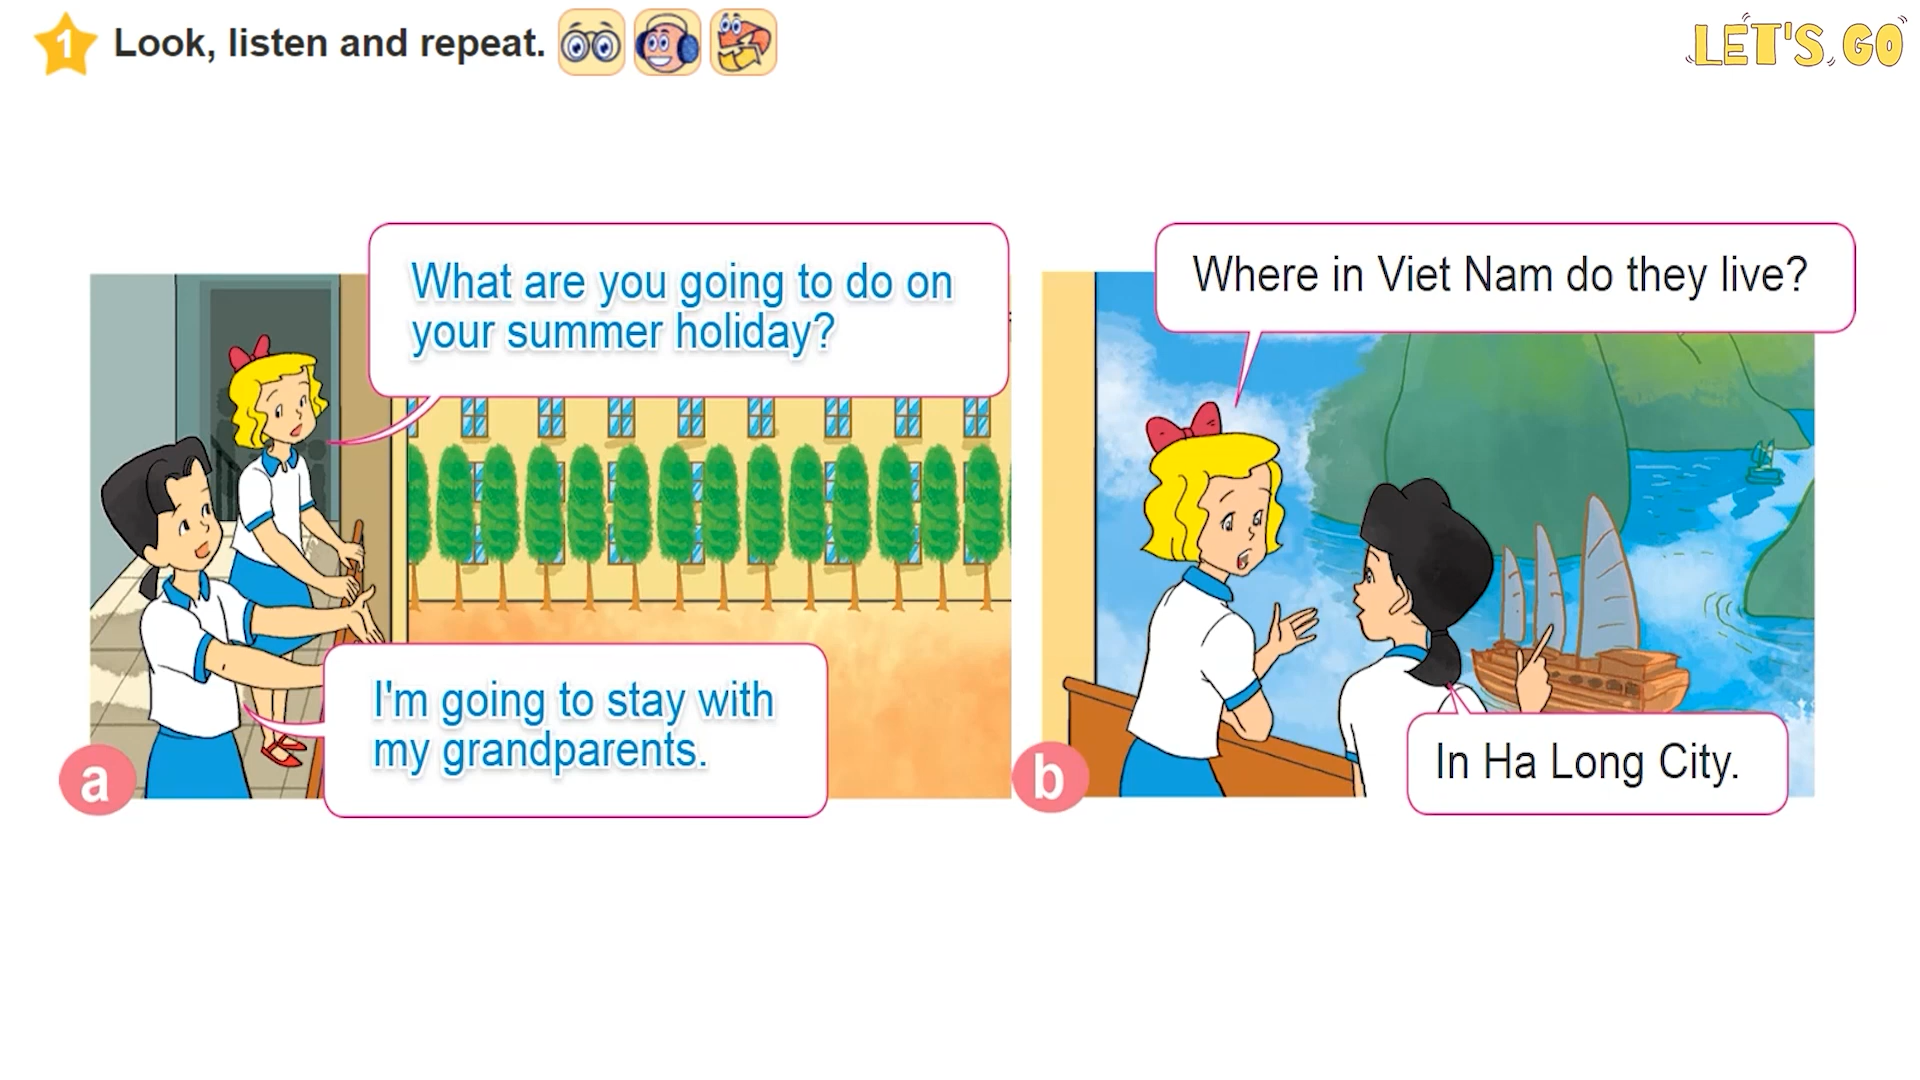 1 Look, listen and repeat.
LET'S GO
What are you going to do on
your summer holiday?
I'm going to stay with
my grandparents.
a
Where in Viet Nam do they live?
In Ha Long City.
b